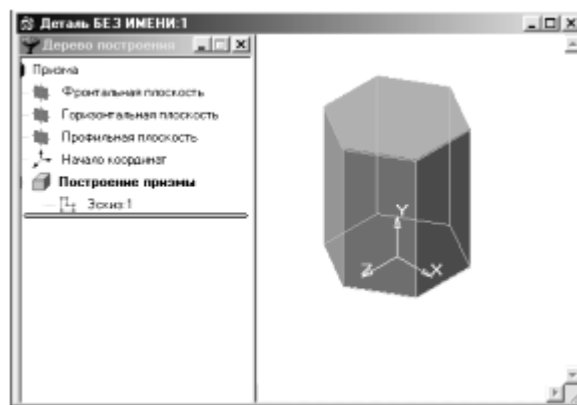 Деталь БЕЗ ИМЕНИ:1
Дерево построения
Призма
Фронтальная плоскость
Горизонтальная плоскость
Профильная плоскость
Начало координат
Построение призмы
Эскиз:1
Y
Z
X